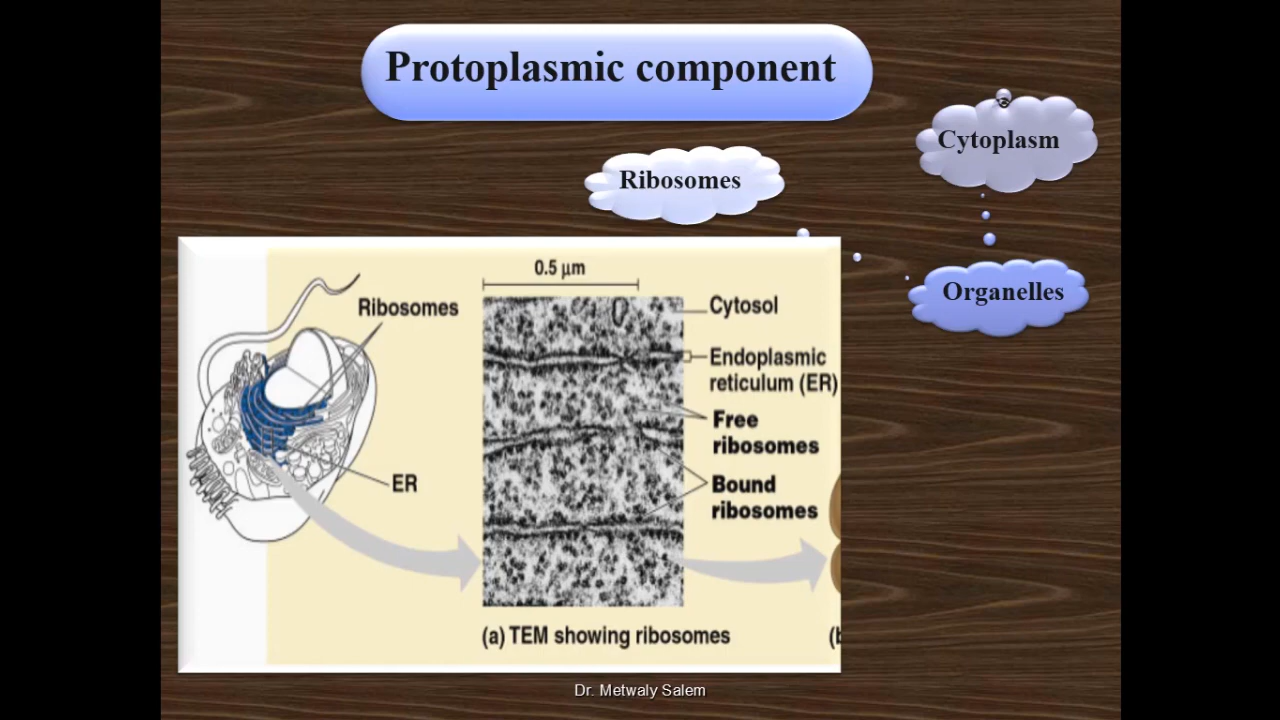 Protoplasmic component
Cytoplasm
Ribosomes
Organelles
0.5 µm
Ribosomes
Cytosol
Endoplasmic
reticulum (ER)
Free
ribosomes
ER
Bound
ribosomes
(a) TEM showing ribosomes
Dr. Metwaly Salem